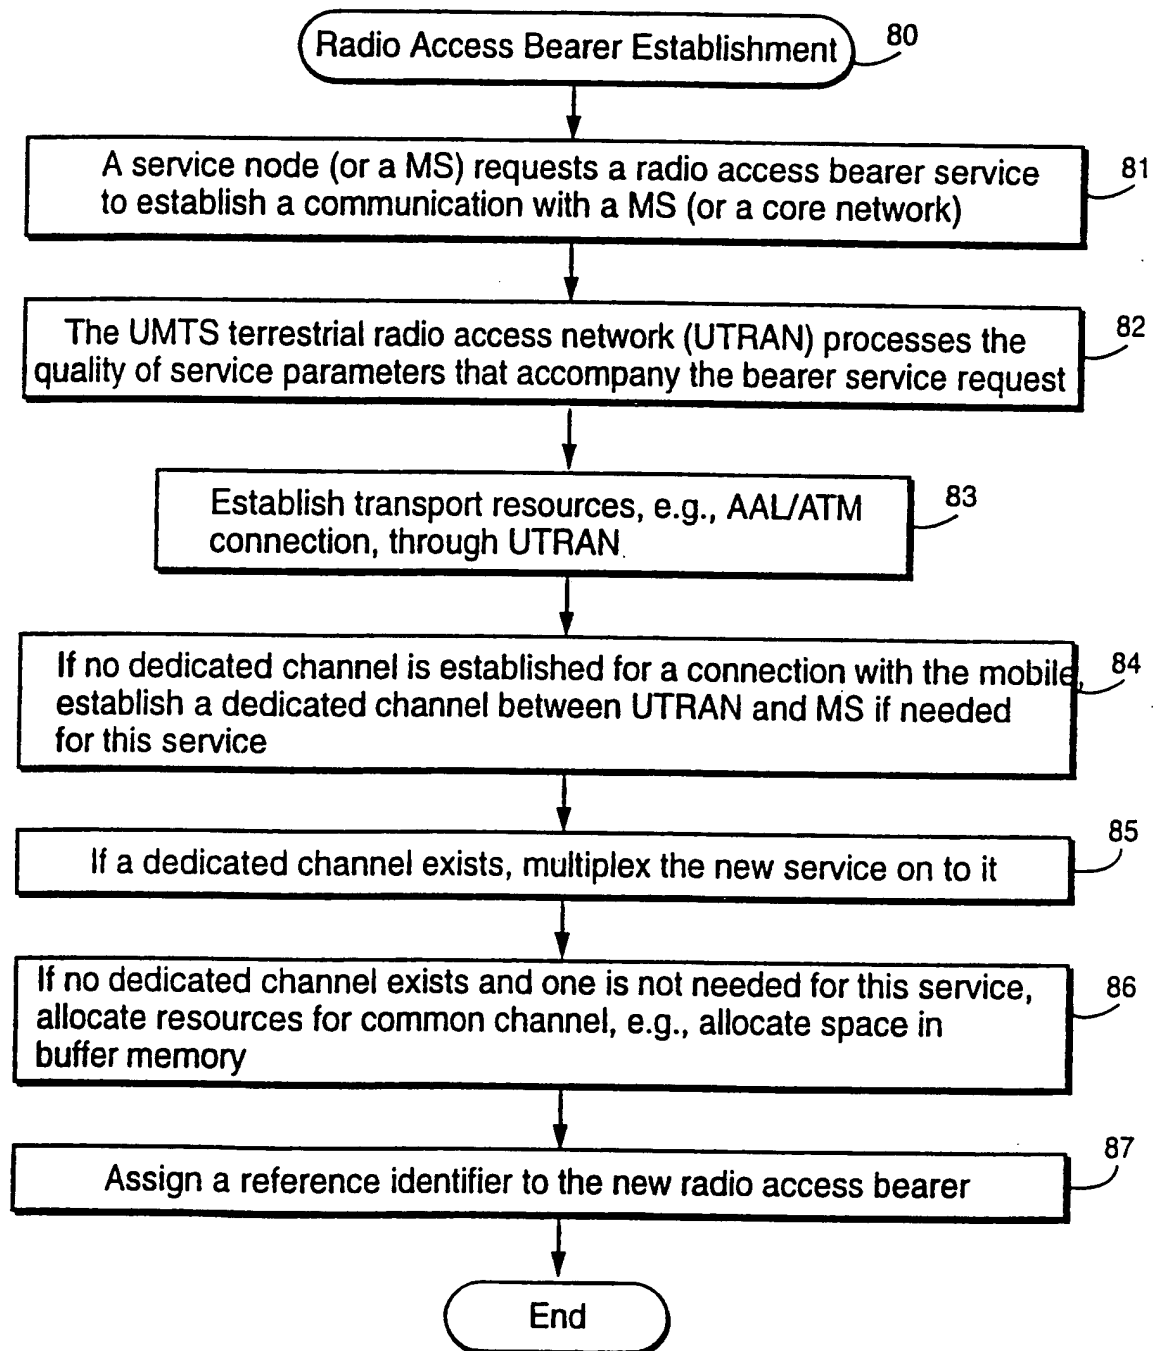 Radio Access Bearer Establishment
80
A service node (or a MS) requests a radio access bearer service
to establish a communication with a MS (or a core network)
81
The UMTS terrestrial radio access network (UTRAN) processes the
quality of service parameters that accompany the bearer service request
82
Establish transport resources, e.g., AAL/ATM
connection, through UTRAN
83
If no dedicated channel is established for a connection with the mobile,
establish a dedicated channel between UTRAN and MS if needed
for this service
84
If a dedicated channel exists, multiplex the new service on to it
85
If no dedicated channel exists and one is not needed for this service,
allocate resources for common channel, e.g., allocate space in
buffer memory
86
Assign a reference identifier to the new radio access bearer
87
End